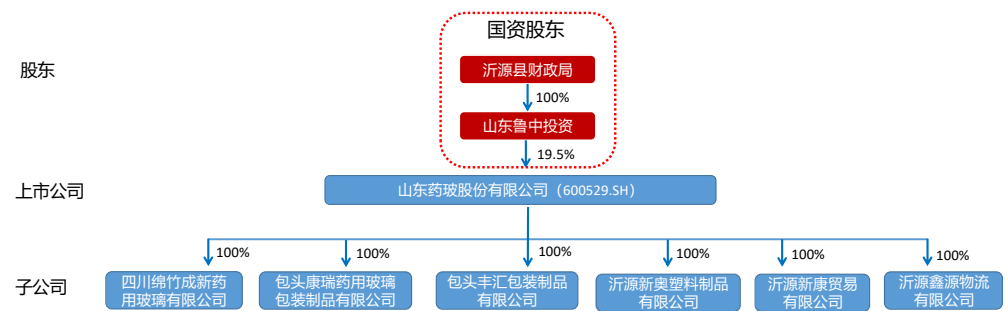 国资股东
股东
沂源县财政局
100%
山东鲁中投资
19.5%
上市公司
山东药玻股份有限公司（600529.SH）
100%
100%
100%
100%
100%
100%
子公司
四川绵竹成新药
用玻璃有限公司
包头康瑞药用玻璃
包装制品有限公司
包头丰汇包装制品
有限公司
沂源新奥塑料制品
有限公司
沂源新康贸易
有限公司
沂源鑫源物流
有限公司